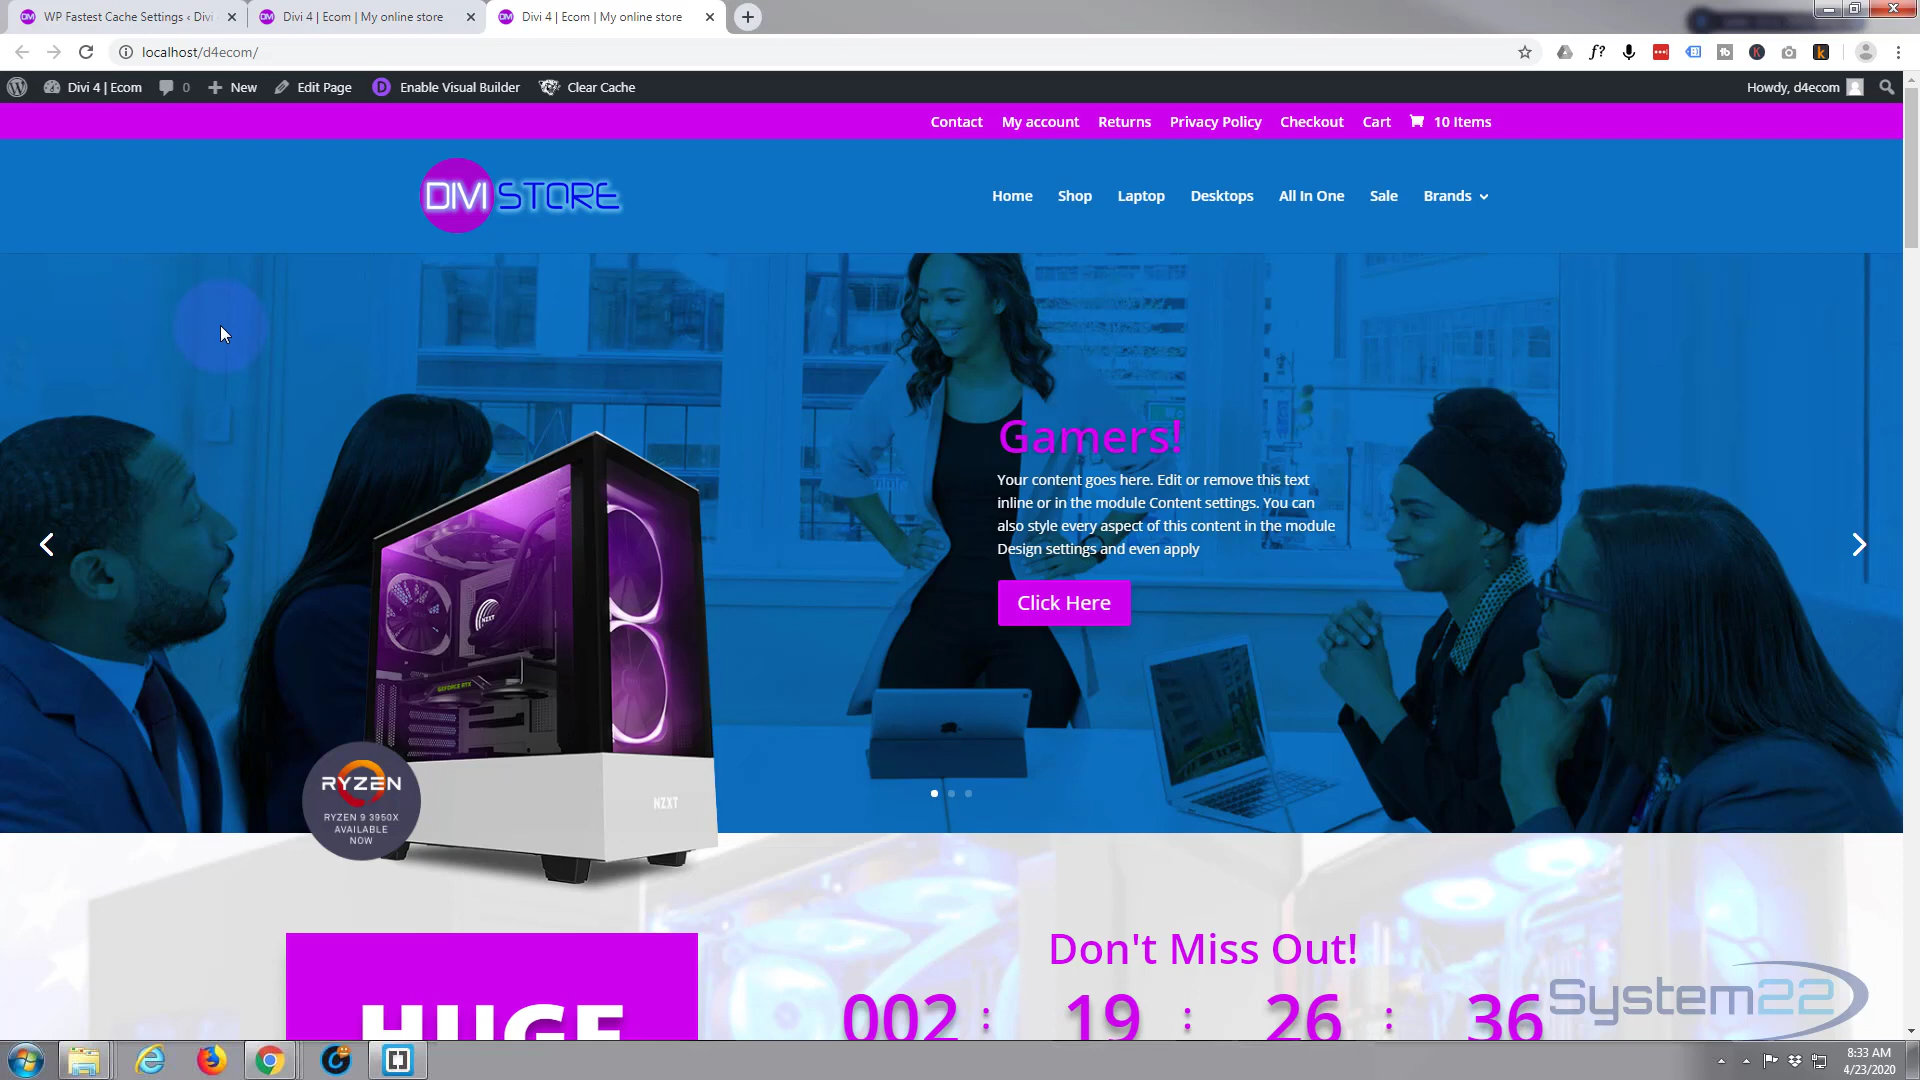 WP Fastest Cache Settings ‹ Divi
Divi 4 | Ecom | My online store
Divi 4 | Ecom | My online store
localhost/d4ecom/
Divi 4 | Ecom
0
New
Edit Page
D
Enable Visual Builder
Clear Cache
Howdy, d4ecom
Contact
My account
Returns
Privacy Policy
Checkout
Cart
10 Items
DIVI STORE
Home
Shop
Laptop
Desktops
All In One
Sale
Brands
Gamers!
Your content goes here. Edit or remove this text
inline or in the module Content settings. You can
also style every aspect of this content in the module
Design settings and even apply
Click Here
NZXT
GEFORCE RTX
NZXT
RYZEN
RYZEN 9 3950X
AVAILABLE
NOW
HUGE
Don't Miss Out!
002 : 19 : 26 : 36
System22
8:33 AM
4/23/2020